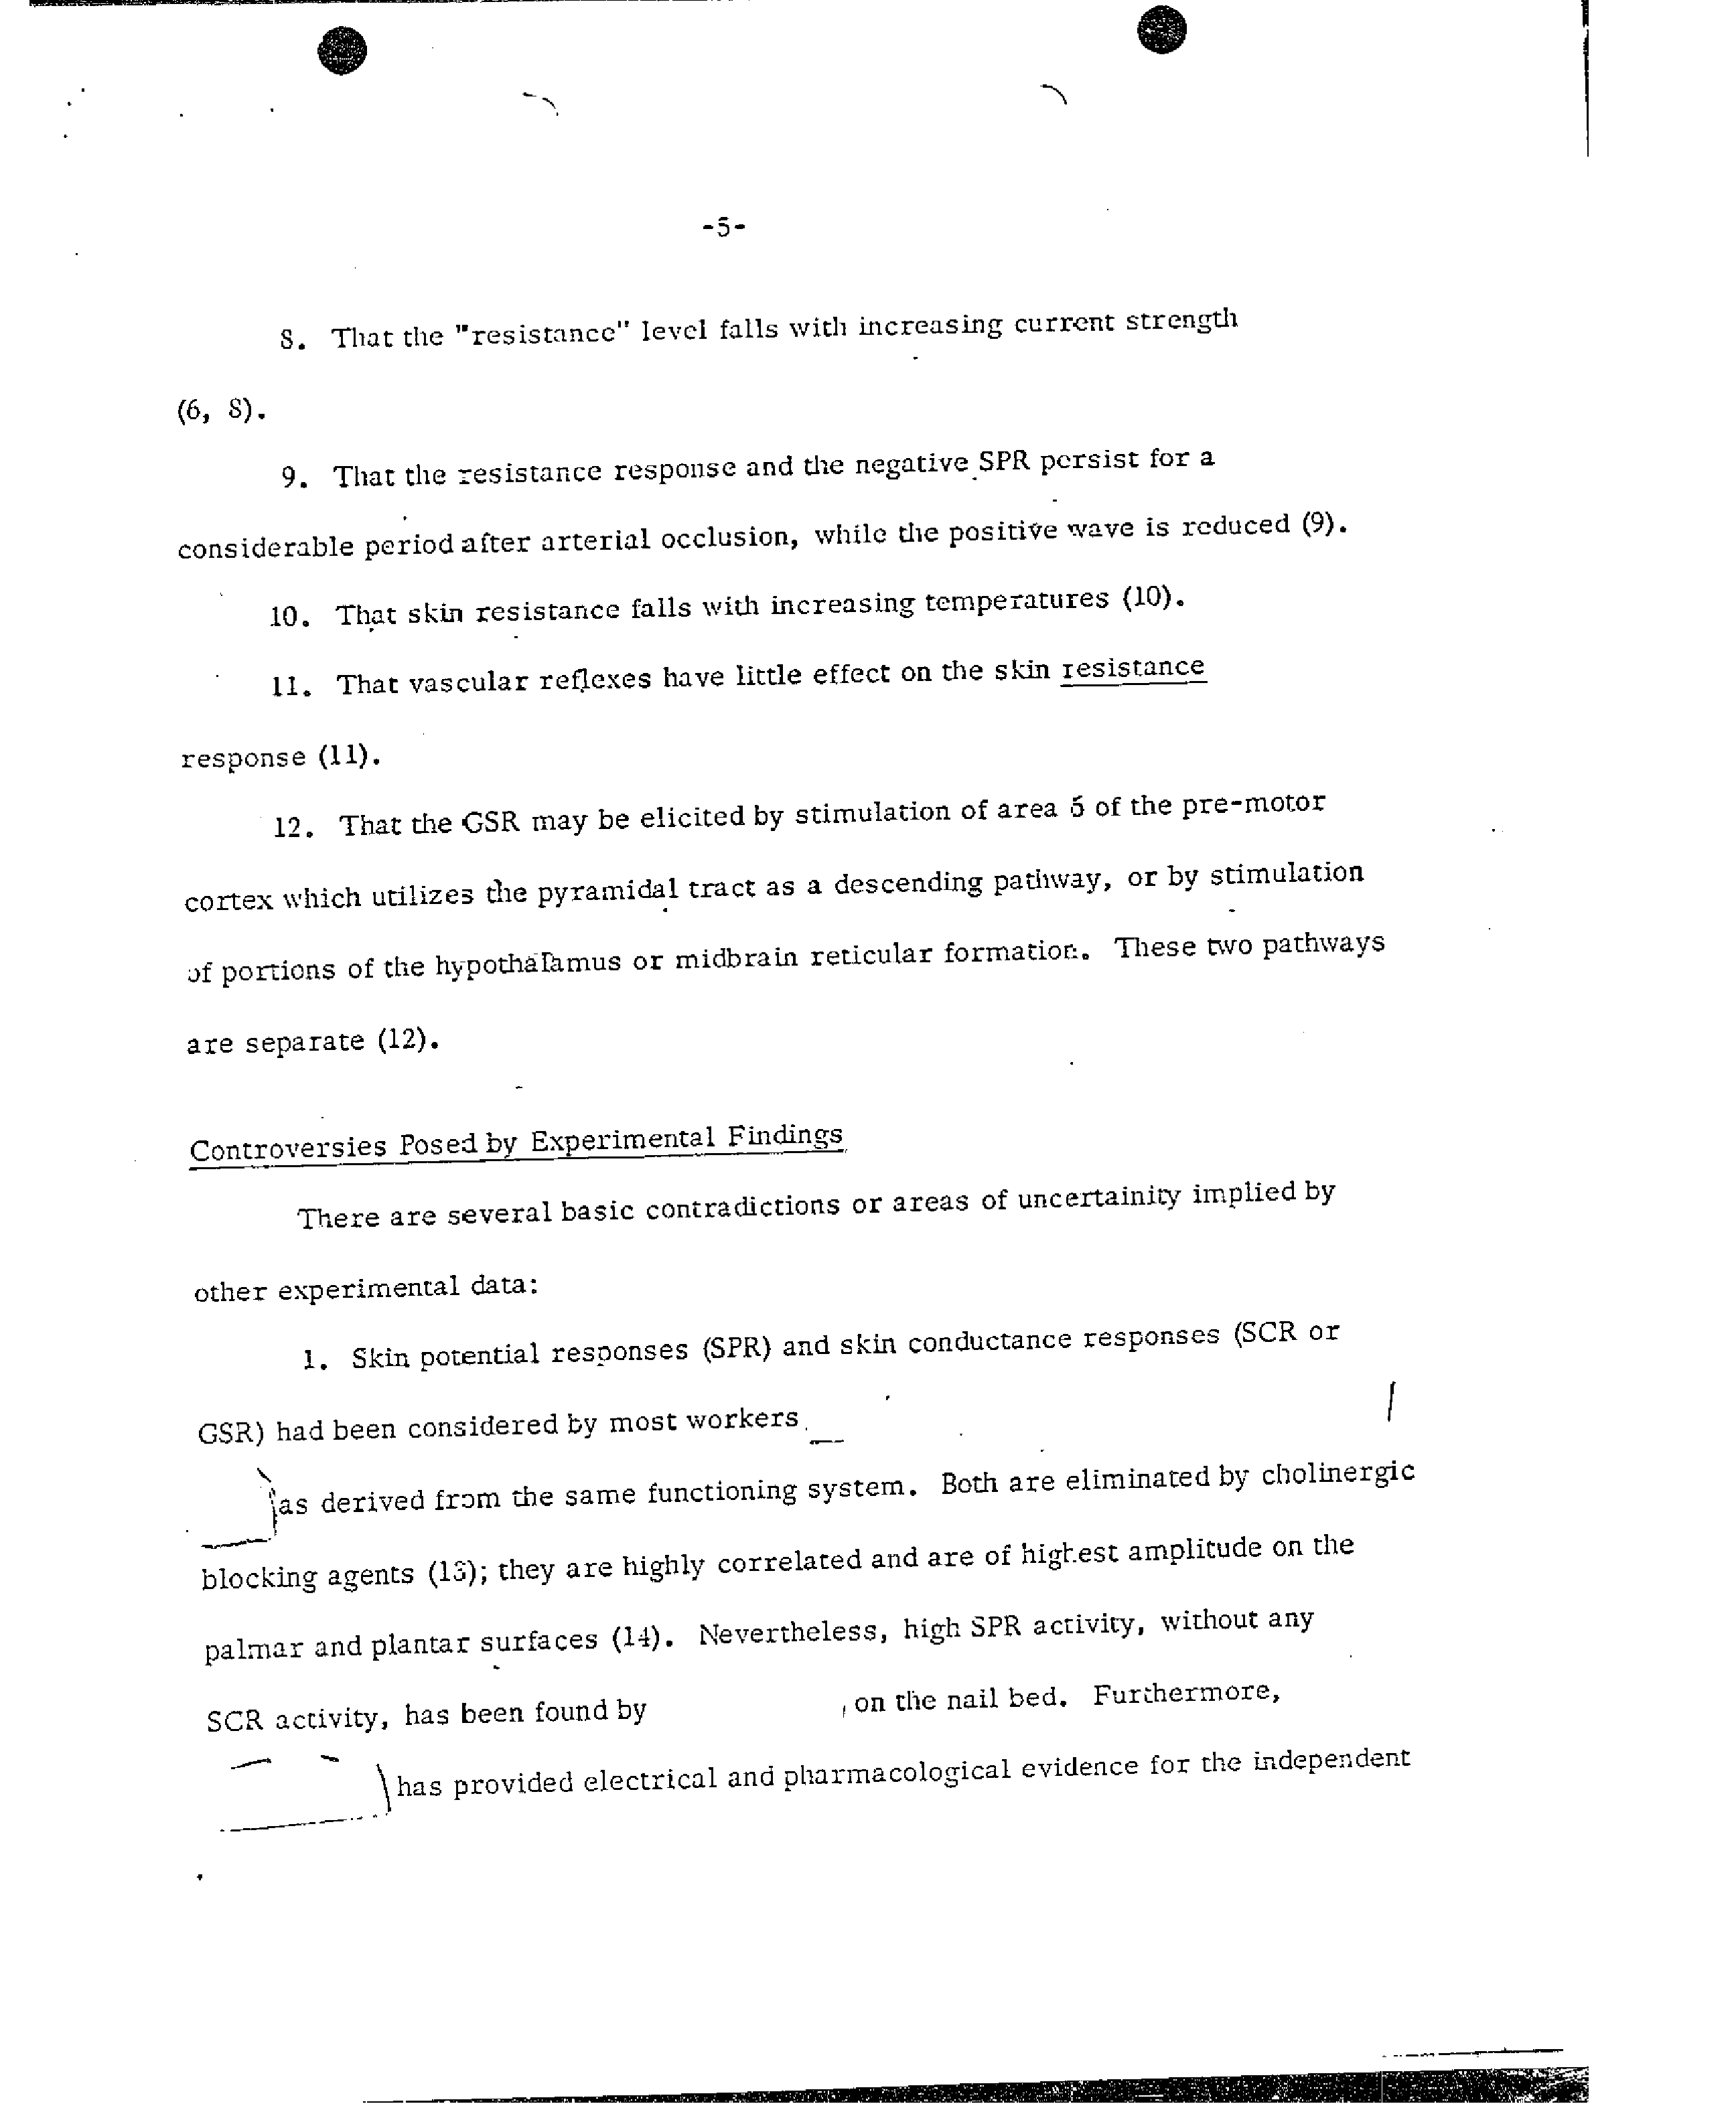 -5-
8. That the "resistance" level falls with increasing current strength
(6, 8).
9. That the resistance response and the negative SPR persist for a
considerable period after arterial occlusion, while the positive wave is reduced (9).
10. That skin resistance falls with increasing temperatures (10).
11. That vascular reflexes have little effect on the skin resistance
response (11).
12. That the GSR may be elicited by stimulation of area of the pre-motor
cortex which utilizes the pyramidal tract as a descending pathway, or by stimulation
of portions of the hypothalamus or midbrain reticular formation. These two pathways
are separate (12).
Controversies Posed by Experimental Findings
There are several basic contradictions or areas of uncertainity implied by
other experimental data:
1. Skin potential responses (SPR) and skin conductance responses (SCR or
GSR) had been considered by most workers
as derived from the same functioning system. Both are eliminated by cholinergic
blocking agents (13); they are highly correlated and are of highest amplitude on the
palmar and plantar surfaces (14). Nevertheless, high SPR activity, without any
SCR activity, has been found by , on the nail bed. Furthermore,
has provided electrical and pharmacological evidence for the independent